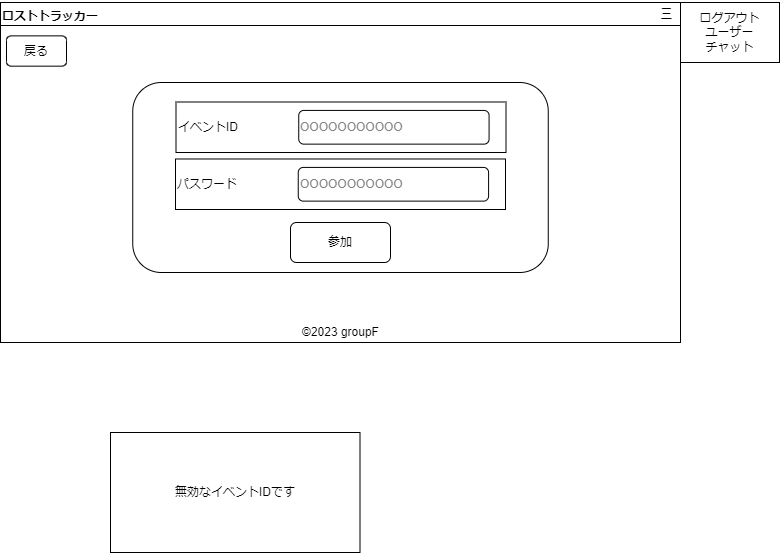 ロストトラッカー 三
ログアウト
ユーザー
チャット
戻る
イベントID OOOOOOOOOOO
パスワード OOOOOOOOOOO
参加
©2023 groupF
無効なイベントIDです